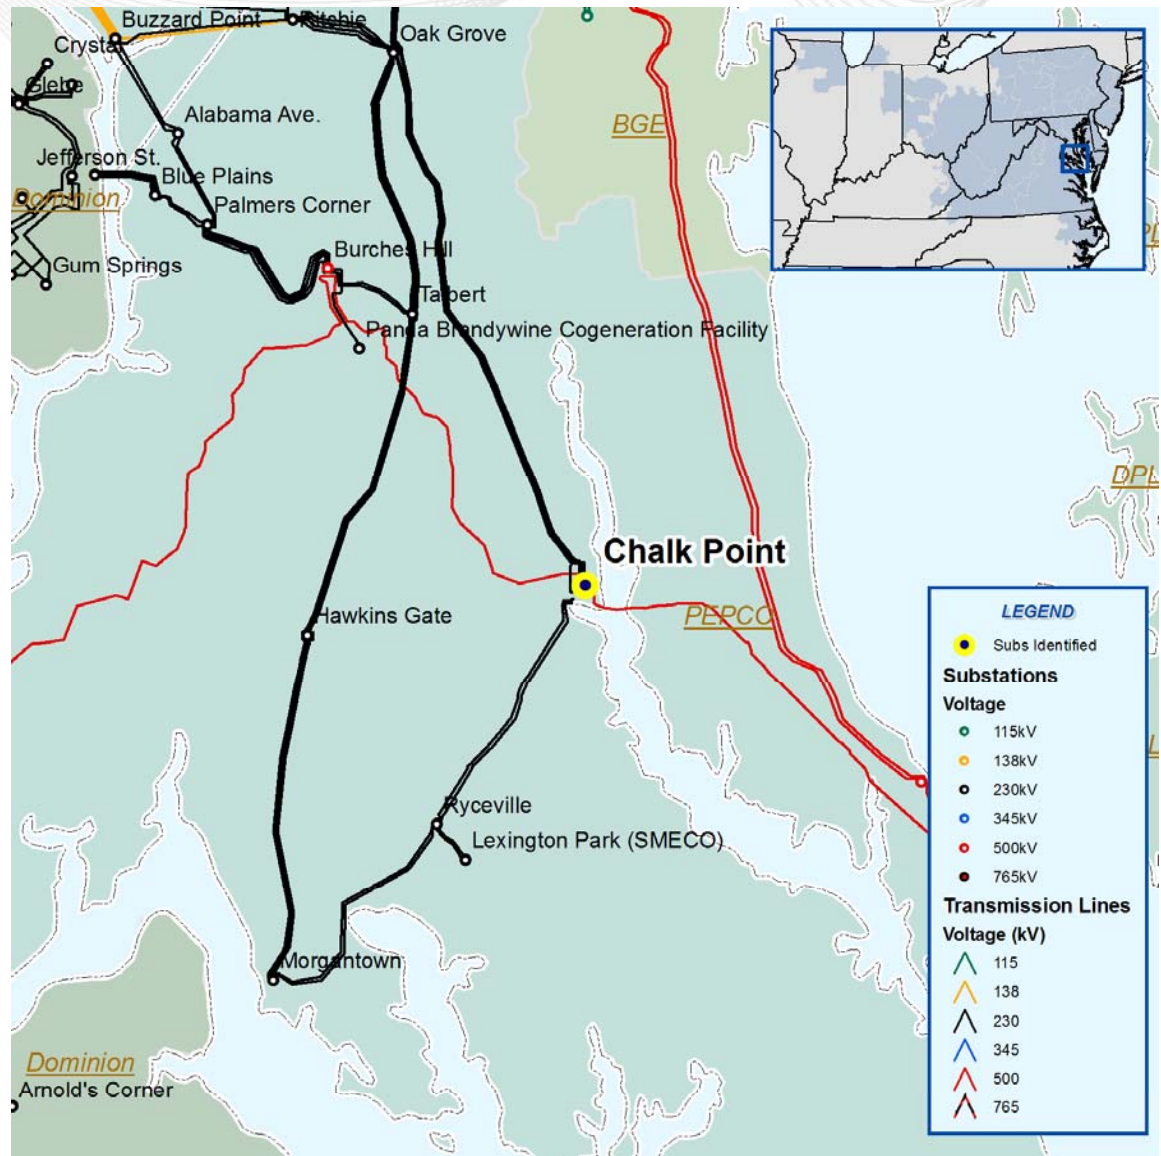 Buzzard Point
Ritchie
Oak Grove
Crystal
Glebe
BGE
Alabama Ave.
Jefferson St.
Blue Plains
Dominion
Palmers Corner
Gum Springs
Burches Hill
Talbert
Panda Brandywine Cogeneration Facility
DPL
Chalk Point
PEPCO
Hawkins Gate
Ryceville
Lexington Park (SMECO)
Morgantown
Dominion
Arnold's Corner
LEGEND
Subs Identified
Substations
Voltage
115kV
138kV
230kV
345kV
500kV
765kV
Transmission Lines
Voltage (kV)
115
138
230
345
500
765